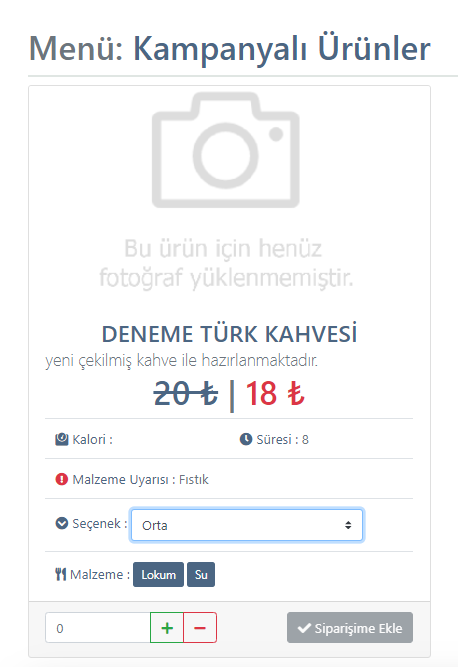 Menü: Kampanyalı Ürünler
Bu ürün için henüz
fotoğraf yüklenmemiştir.
DENEME TÜRK KAHVESİ
yeni çekilmiş kahve ile hazırlanmaktadır.
20 ₺ | 18 ₺
Kalori : Süresi : 8
Malzeme Uyarısı : Fıstık
Seçenek : Orta
Malzeme : Lokum Su
0 + − Siparişime Ekle